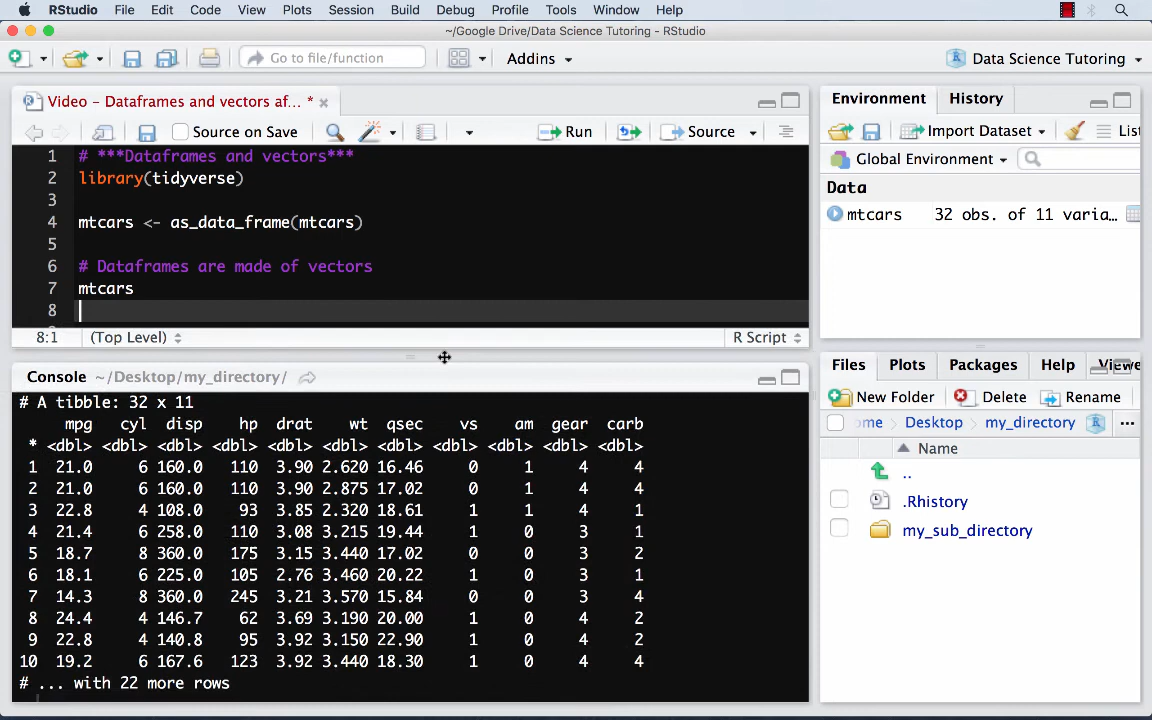 RStudio File Edit Code View Plots Session Build Debug Profile Tools Window Help
~/Google Drive/Data Science Tutoring - RStudio
Go to file/function Addins Data Science Tutoring
Video - Dataframes and vectors af... *
Source on Save Run Source
1 # ***Dataframes and vectors***
2 library(tidyverse)
3
4 mtcars <- as_data_frame(mtcars)
5
6 # Dataframes are made of vectors
7 mtcars
8
8:1 (Top Level) R Script
Console ~/Desktop/my_directory/
# A tibble: 32 x 11
mpg cyl disp hp drat wt qsec vs am gear carb
* <dbl> <dbl> <dbl> <dbl> <dbl> <dbl> <dbl> <dbl> <dbl> <dbl> <dbl>
1 21.0 6 160.0 110 3.90 2.620 16.46 0 1 4 4
2 21.0 6 160.0 110 3.90 2.875 17.02 0 1 4 4
3 22.8 4 108.0 93 3.85 2.320 18.61 1 1 4 1
4 21.4 6 258.0 110 3.08 3.215 19.44 1 0 3 1
5 18.7 8 360.0 175 3.15 3.440 17.02 0 0 3 2
6 18.1 6 225.0 105 2.76 3.460 20.22 1 0 3 1
7 14.3 8 360.0 245 3.21 3.570 15.84 0 0 3 4
8 24.4 4 146.7 62 3.69 3.190 20.00 1 0 4 2
9 22.8 4 140.8 95 3.92 3.150 22.90 1 0 4 2
10 19.2 6 167.6 123 3.92 3.440 18.30 1 0 4 4
# ... with 22 more rows
Environment History
Import Dataset List
Global Environment
Data
mtcars 32 obs. of 11 varia...
Files Plots Packages Help Viewe
New Folder Delete Rename
ome Desktop my_directory ...
Name
..
.Rhistory
my_sub_directory